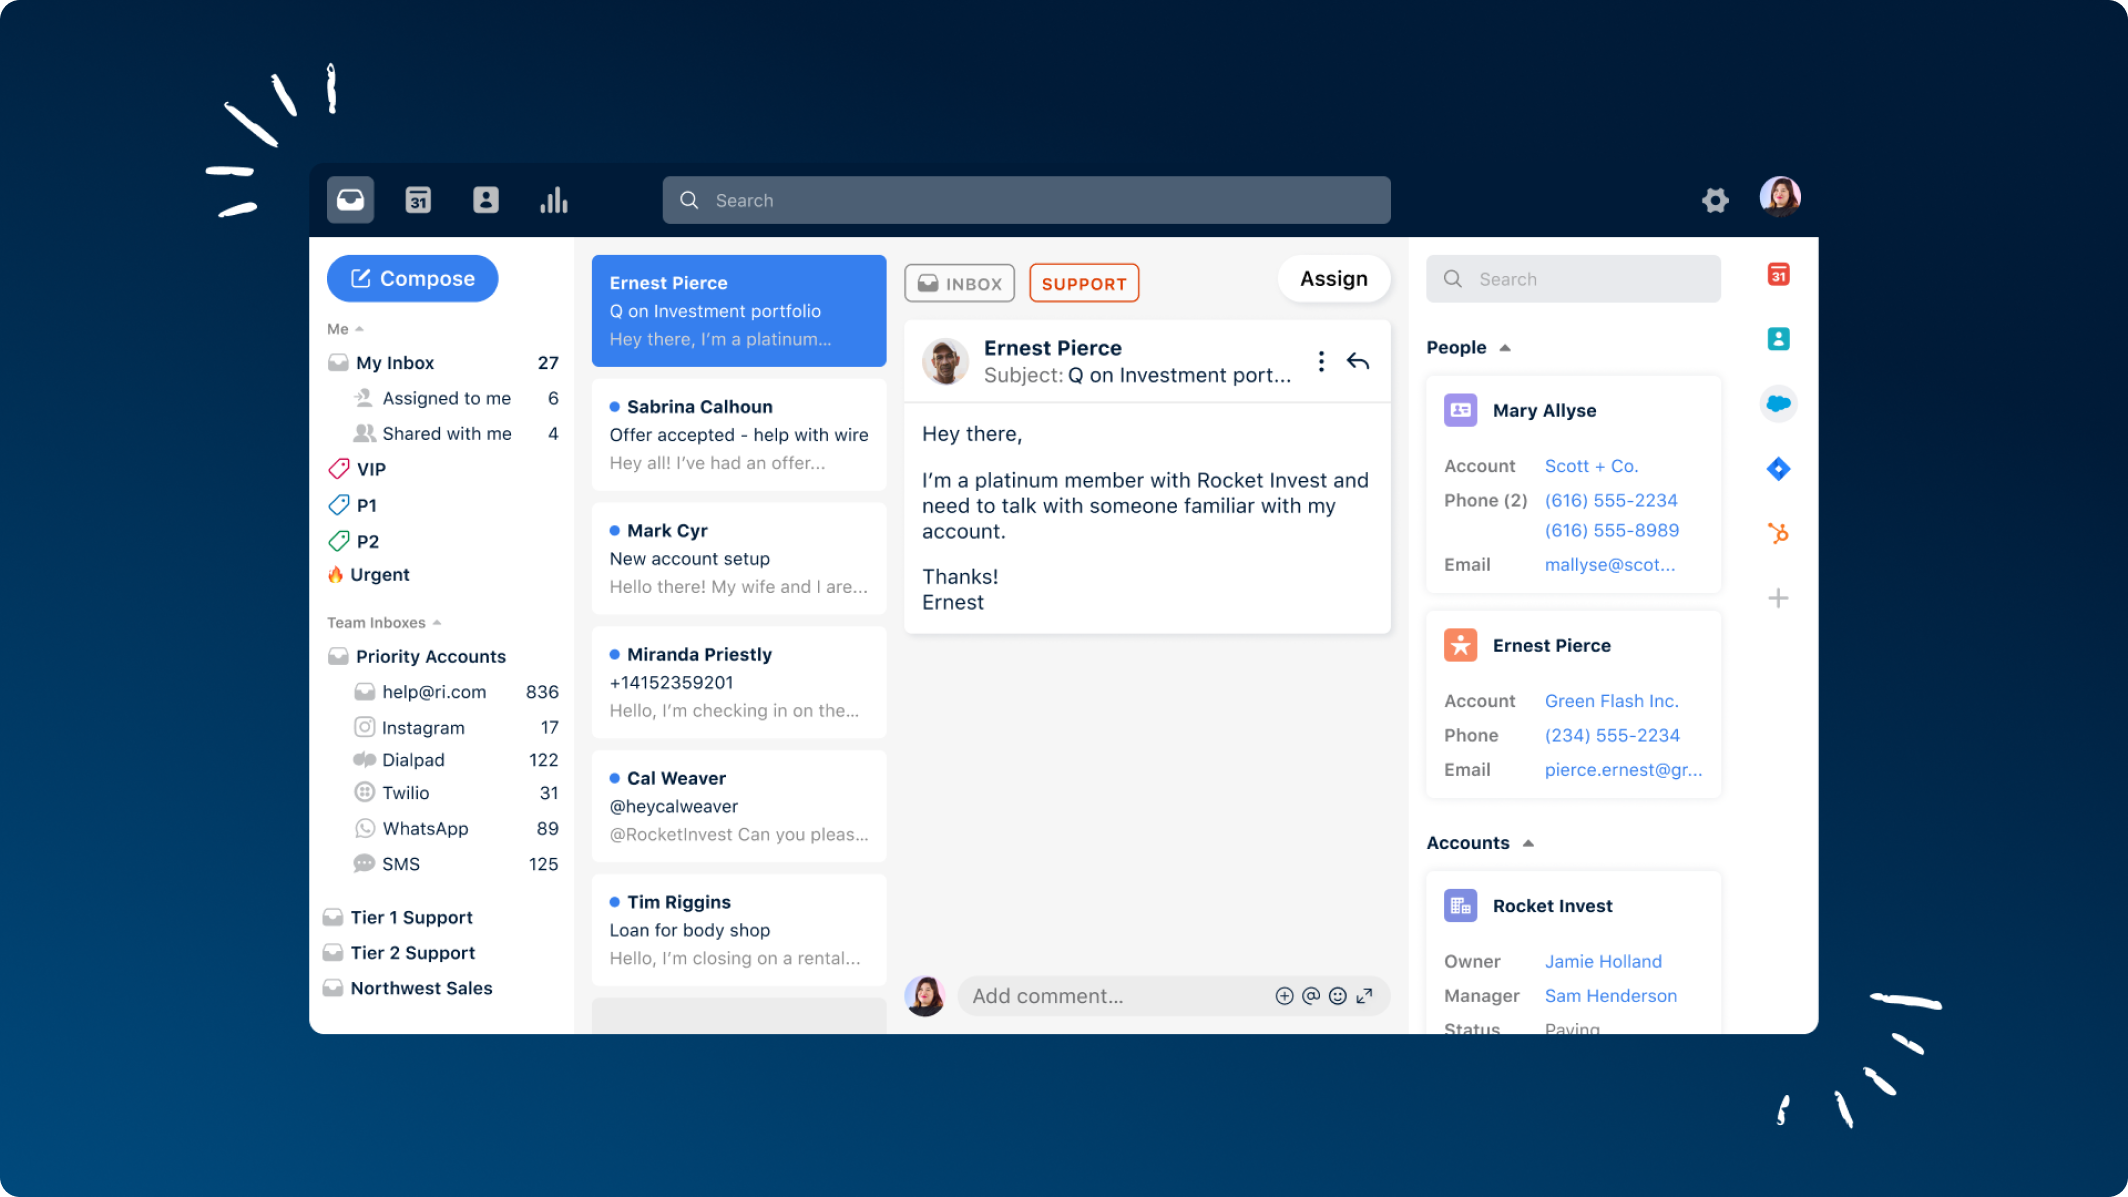 31
Search
Compose
Me
My Inbox 27
Assigned to me 6
Shared with me 4
VIP
P1
P2
Urgent
Team Inboxes
Priority Accounts
help@ri.com 836
Instagram 17
Dialpad 122
Twilio 31
WhatsApp 89
SMS 125
Tier 1 Support
Tier 2 Support
Northwest Sales
Ernest Pierce
Q on Investment portfolio
Hey there, I’m a platinum...
Sabrina Calhoun
Offer accepted - help with wire
Hey all! I’ve had an offer...
Mark Cyr
New account setup
Hello there! My wife and I are...
Miranda Priestly
+14152359201
Hello, I’m checking in on the...
Cal Weaver
@heycalweaver
@RocketInvest Can you pleas...
Tim Riggins
Loan for body shop
Hello, I’m closing on a rental...
INBOX
SUPPORT
Assign
Ernest Pierce
Subject: Q on Investment port...
Hey there,
I’m a platinum member with Rocket Invest and
need to talk with someone familiar with my
account.
Thanks!
Ernest
Add comment...
Search
31
People
Mary Allyse
Account Scott + Co.
Phone (2) (616) 555-2234
(616) 555-8989
Email mallyse@scot...
Ernest Pierce
Account Green Flash Inc.
Phone (234) 555-2234
Email pierce.ernest@gr...
Accounts
Rocket Invest
Owner Jamie Holland
Manager Sam Henderson
Status Paying